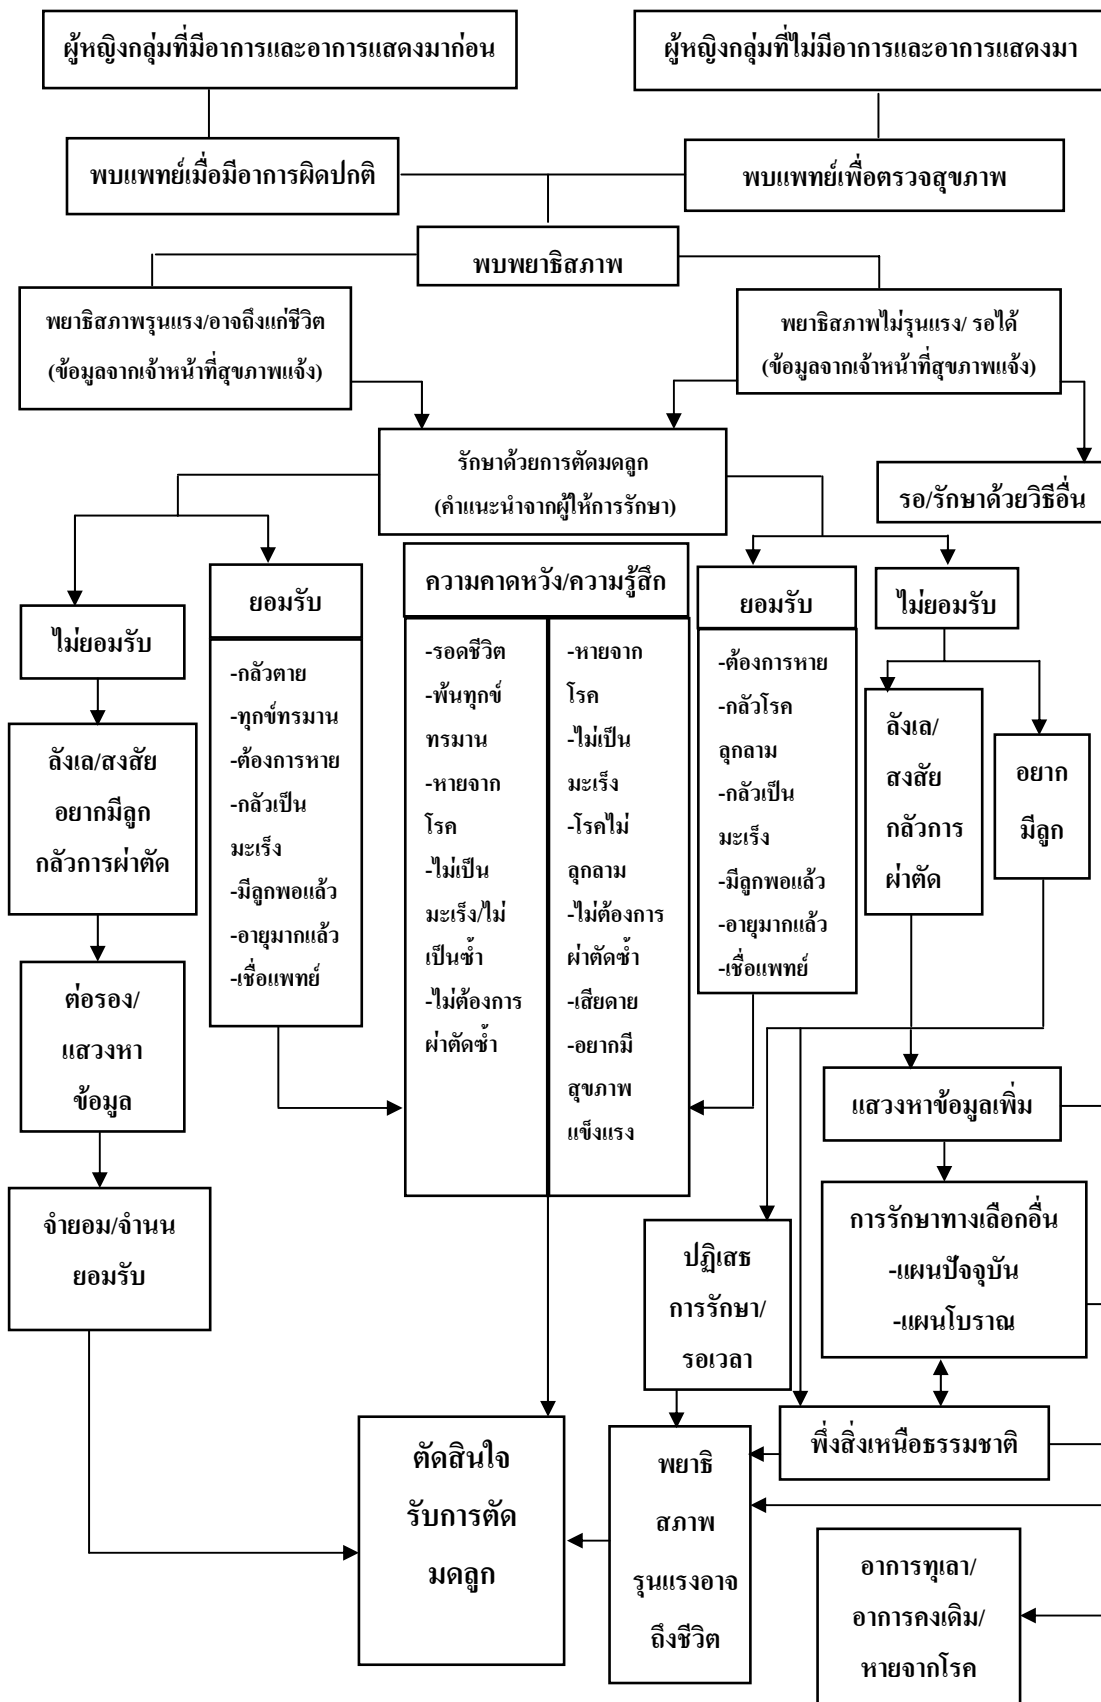 ผู้หญิงกลุ่มที่มีอาการและอาการแสดงมาก่อน
ผู้หญิงกลุ่มที่ไม่มีอาการและอาการแสดงมา
พบแพทย์เมื่อมีอาการผิดปกติ
พบแพทย์เพื่อตรวจสุขภาพ
พบพยาธิสภาพ
พยาธิสภาพรุนแรง/อาจถึงแก่ชีวิต
(ข้อมูลจากเจ้าหน้าที่สุขภาพแจ้ง)
พยาธิสภาพไม่รุนแรง/ รอได้
(ข้อมูลจากเจ้าหน้าที่สุขภาพแจ้ง)
รักษาด้วยการตัดมดลูก
(คำแนะนำจากผู้ให้การรักษา)
รอ/รักษาด้วยวิธีอื่น
ไม่ยอมรับ
ลังเล/สงสัย
อยากมีลูก
กลัวการผ่าตัด
ต่อรอง/
แสวงหา
ข้อมูล
จำยอม/จำนน
ยอมรับ
ยอมรับ
-กลัวตาย
-ทุกข์ทรมาน
-ต้องการหาย
-กลัวเป็น
มะเร็ง
-มีลูกพอแล้ว
-อายุมากแล้ว
-เชื่อแพทย์
ความคาดหวัง/ความรู้สึก
-รอดชีวิต
-พ้นทุกข์
ทรมาน
-หายจาก
โรค
-ไม่เป็น
มะเร็ง/ไม่
เป็นซ้ำ
-ไม่ต้องการ
ผ่าตัดซ้ำ
-หายจาก
โรค
-ไม่เป็น
มะเร็ง
-โรคไม่
ลุกลาม
-ไม่ต้องการ
ผ่าตัดซ้ำ
-เสียดาย
-อยากมี
สุขภาพ
แข็งแรง
ยอมรับ
-ต้องการหาย
-กลัวโรค
ลุกลาม
-กลัวเป็น
มะเร็ง
-มีลูกพอแล้ว
-อายุมากแล้ว
-เชื่อแพทย์
ไม่ยอมรับ
ลังเล/
สงสัย
กลัวการ
ผ่าตัด
อยาก
มีลูก
แสวงหาข้อมูลเพิ่ม
การรักษาทางเลือกอื่น
-แผนปัจจุบัน
-แผนโบราณ
ปฏิเสธ
การรักษา/
รอเวลา
พึ่งสิ่งเหนือธรรมชาติ
ตัดสินใจ
รับการตัด
มดลูก
พยาธิ
สภาพ
รุนแรงอาจ
ถึงชีวิต
อาการทุเลา/
อาการคงเดิม/
หายจากโรค